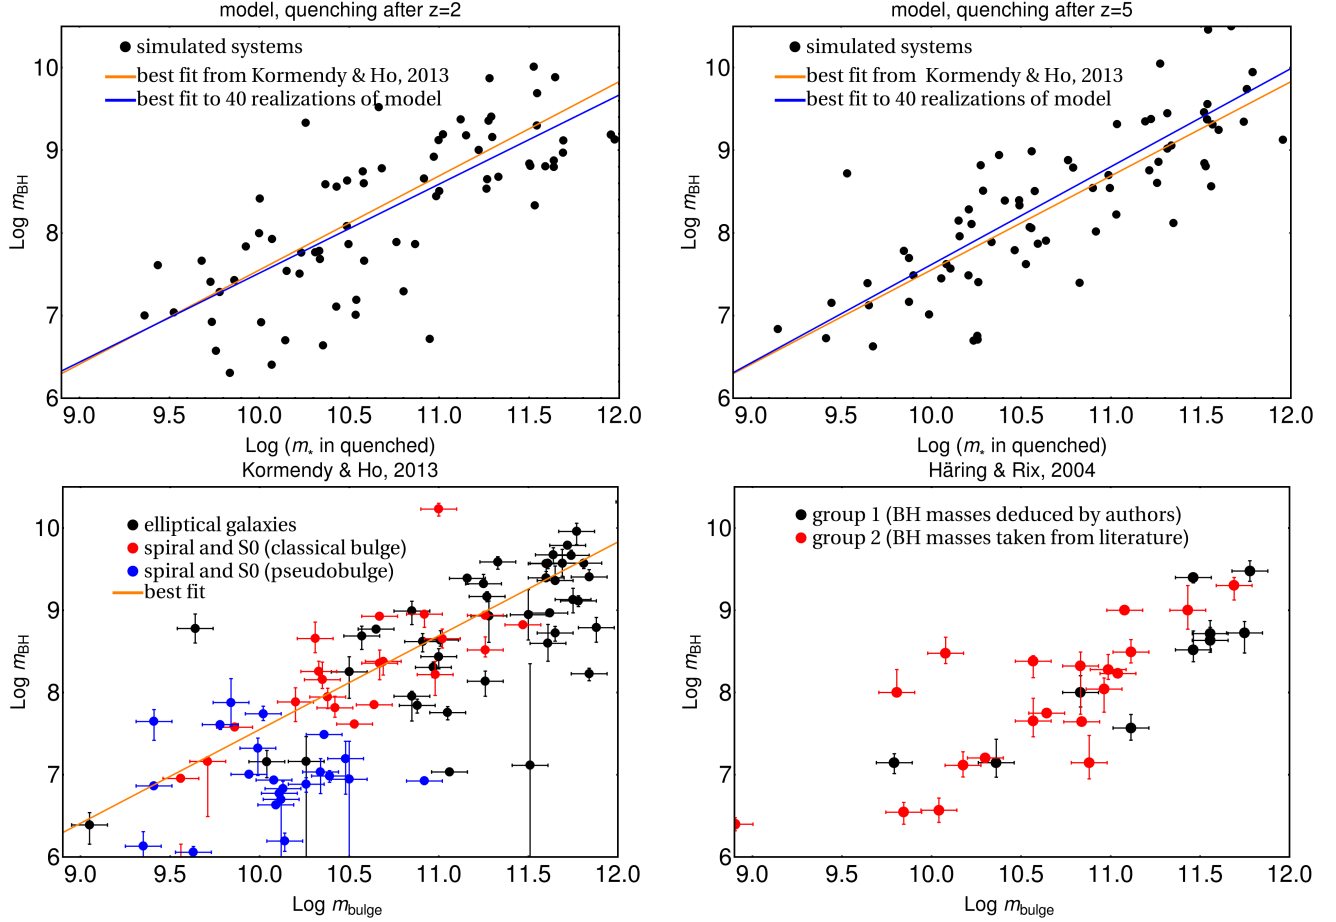 model, quenching after z=2
simulated systems
best fit from Kormendy & Ho, 2013
best fit to 40 realizations of model
10
9
8
7
6
Log mBH
9.0 9.5 10.0 10.5 11.0 11.5 12.0
Log (m* in quenched)
model, quenching after z=5
simulated systems
best fit from Kormendy & Ho, 2013
best fit to 40 realizations of model
10
9
8
7
6
Log mBH
9.0 9.5 10.0 10.5 11.0 11.5 12.0
Log (m* in quenched)
Kormendy & Ho, 2013
elliptical galaxies
spiral and S0 (classical bulge)
spiral and S0 (pseudobulge)
best fit
10
9
8
7
6
Log mBH
9.0 9.5 10.0 10.5 11.0 11.5 12.0
Log mbulge
Häring & Rix, 2004
group 1 (BH masses deduced by authors)
group 2 (BH masses taken from literature)
10
9
8
7
6
Log mBH
9.0 9.5 10.0 10.5 11.0 11.5 12.0
Log mbulge